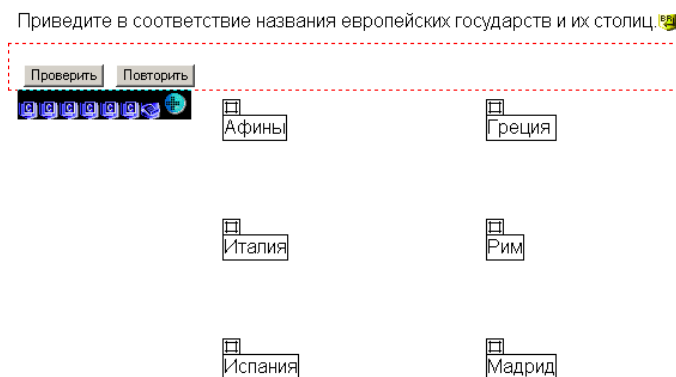 Приведите в соответствие названия европейских государств и их столиц.
Проверить Повторить
Афины Греция
Италия Рим
Испания Мадрид